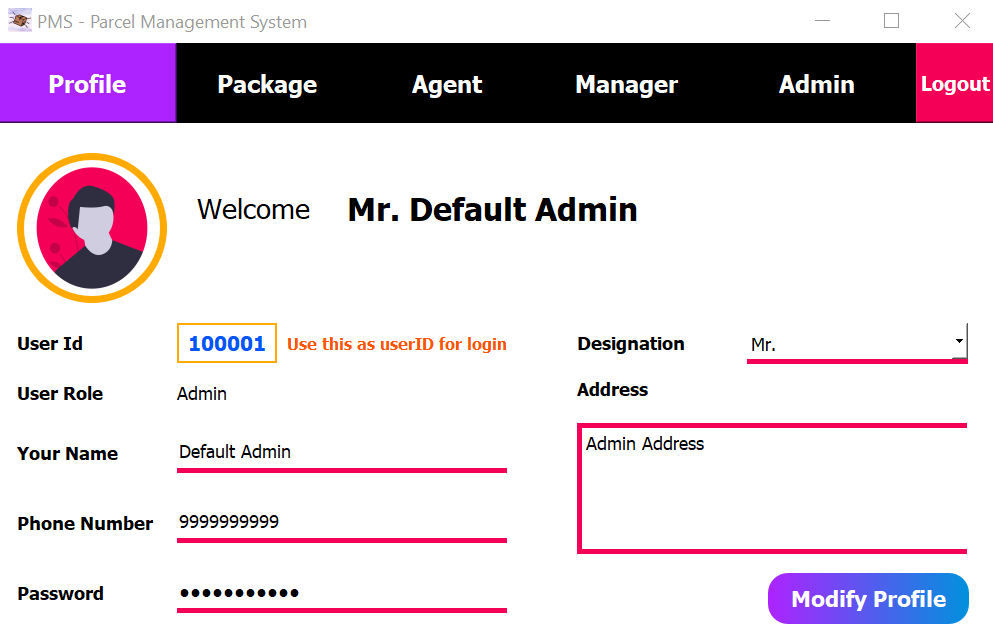 PMS - Parcel Management System
Profile Package Agent Manager Admin Logout
Welcome Mr. Default Admin
User Id 100001 Use this as userID for login
Designation Mr.
User Role Admin
Address
Admin Address
Your Name Default Admin
Phone Number 9999999999
Password ●●●●●●●●●●●
Modify Profile